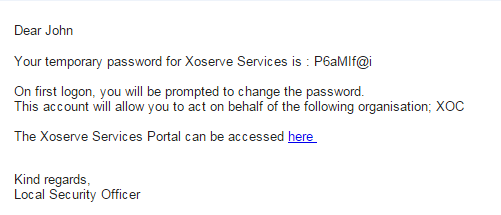 Dear John
Your temporary password for Xoserve Services is : P6aMIf@i
On first logon, you will be prompted to change the password.
This account will allow you to act on behalf of the following organisation; XOC
The Xoserve Services Portal can be accessed here
Kind regards,
Local Security Officer